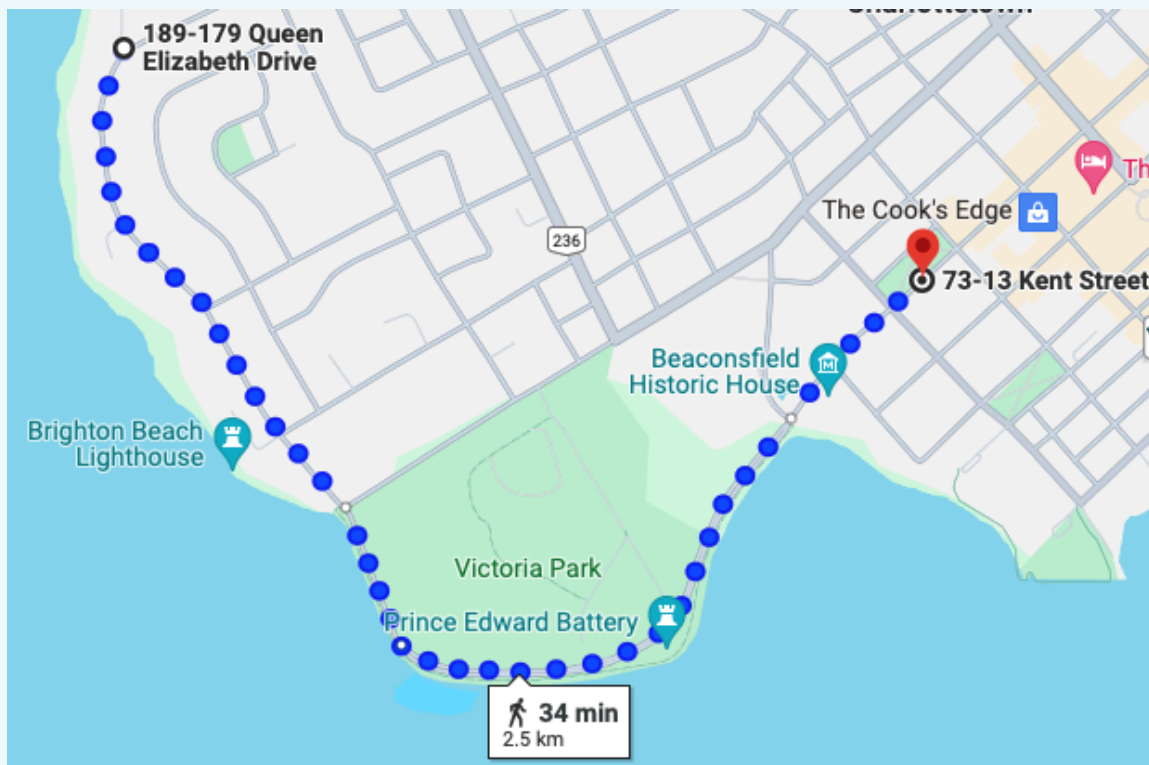 189-179 Queen
Elizabeth Drive
Th
The Cook's Edge
236
73-13 Kent Street
Beaconsfield
Historic House
Brighton Beach
Lighthouse
Victoria Park
Prince Edward Battery
34 min
2.5 km